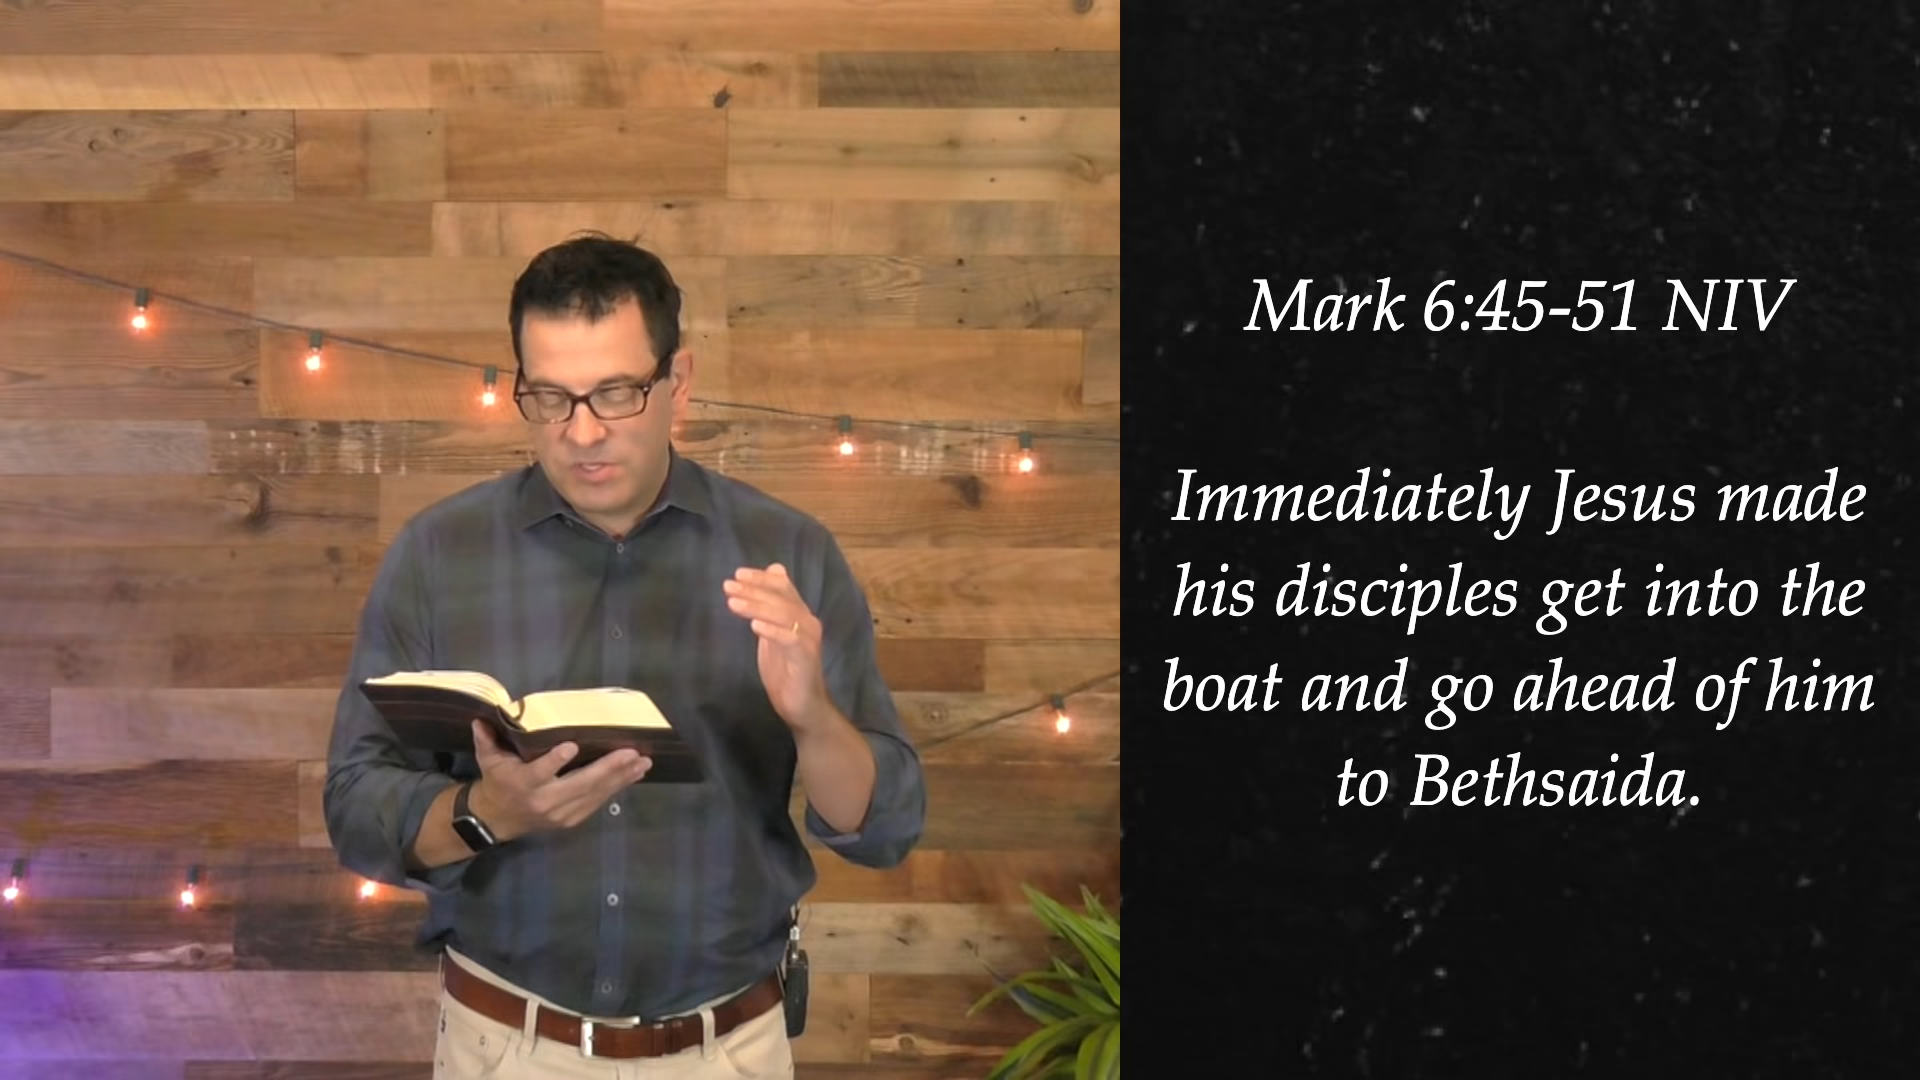 Mark 6:45-51 NIV
Immediately Jesus made
his disciples get into the
boat and go ahead of him
to Bethsaida.